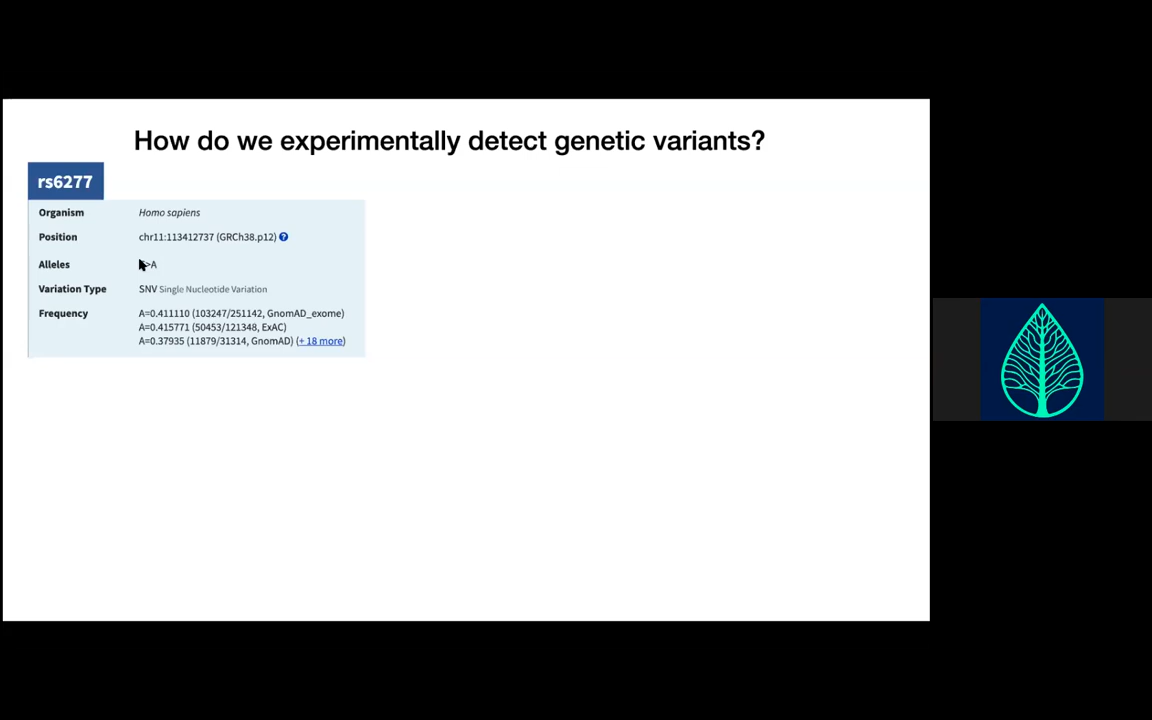 How do we experimentally detect genetic variants?
rs6277
Organism Homo sapiens
Position chr11:113412737 (GRCh38.p12) ?
Alleles >A
Variation Type SNV Single Nucleotide Variation
Frequency A=0.411110 (103247/251142, GnomAD_exome)
A=0.415771 (50453/121348, ExAC)
A=0.37935 (11879/31314, GnomAD) (+ 18 more)